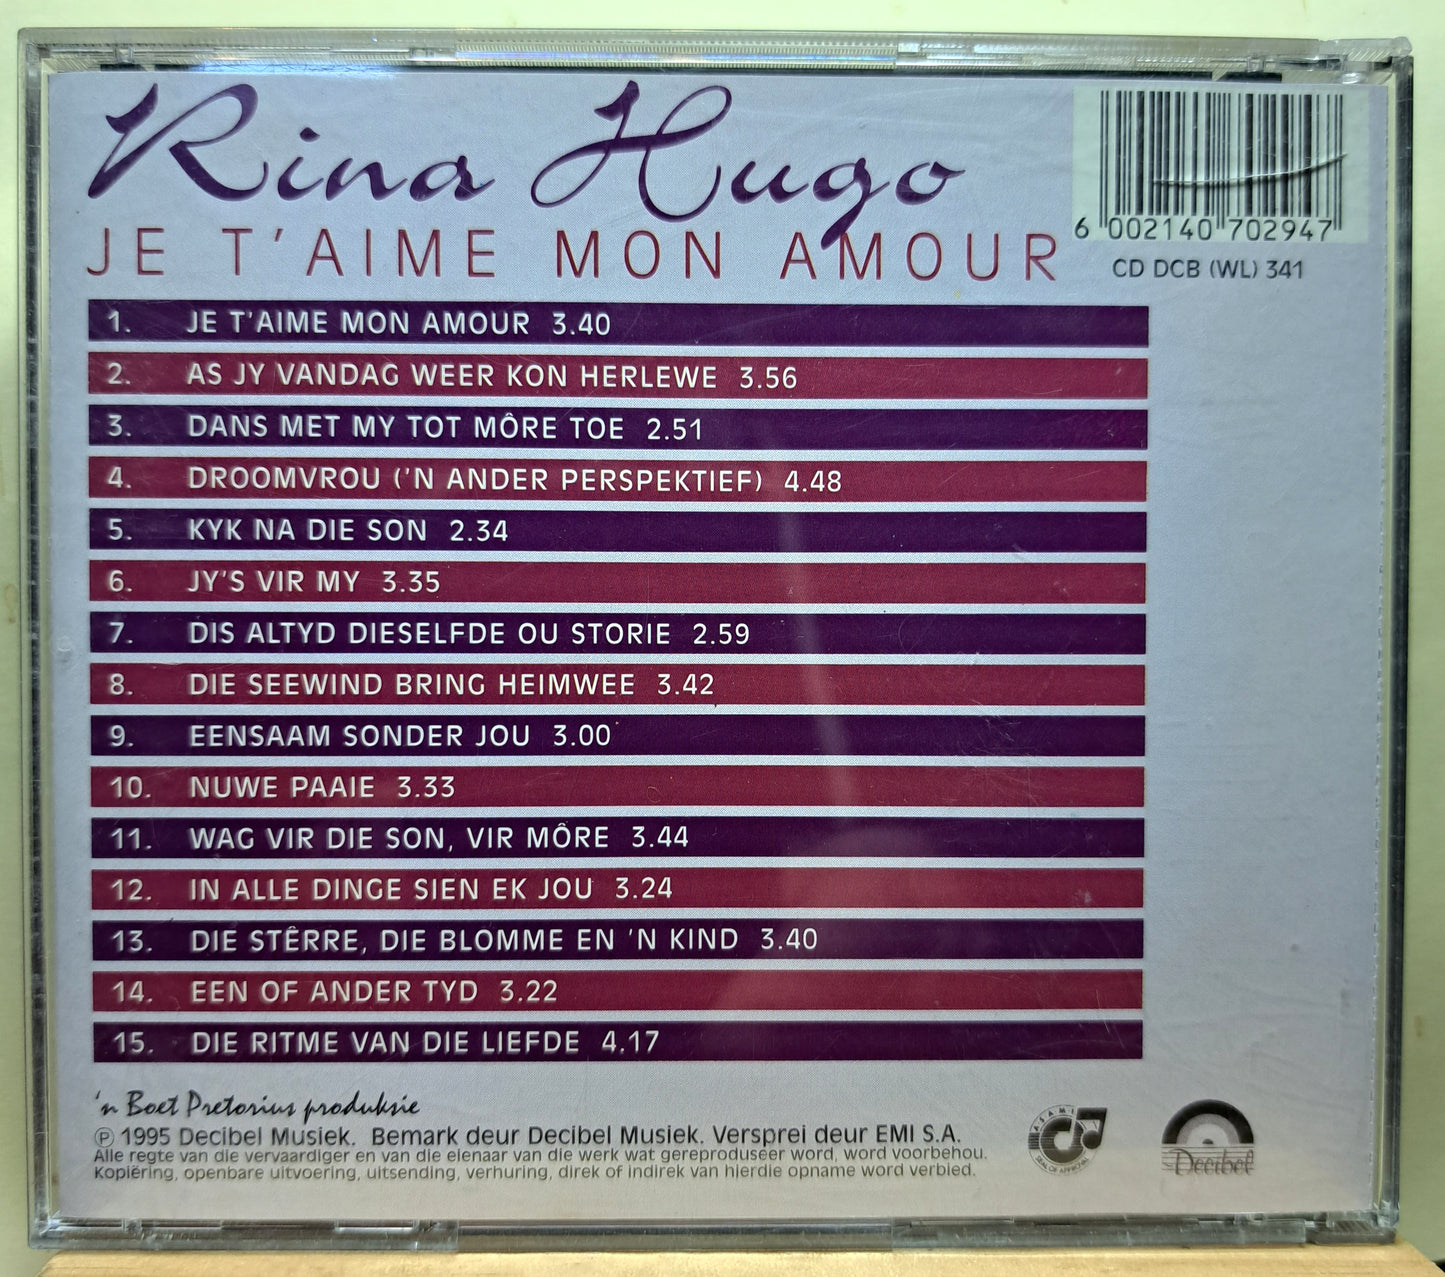 Rina Hugo
JE T'AIME MON AMOUR
6 002140 702947
CD DCB (WL) 341
1. JE T'AIME MON AMOUR 3.40
2. AS JY VANDAG WEER KON HERLEWE 3.56
3. DANS MET MY TOT MÔRE TOE 2.51
4. DROOMVROU ('N ANDER PERSPEKTIEF) 4.48
5. KYK NA DIE SON 2.34
6. JY'S VIR MY 3.35
7. DIS ALTYD DIESELFDE OU STORIE 2.59
8. DIE SEEWIND BRING HEIMWEE 3.42
9. EENSAAM SONDER JOU 3.00
10. NUWE PAAIE 3.33
11. WAG VIR DIE SON, VIR MÔRE 3.44
12. IN ALLE DINGE SIEN EK JOU 3.24
13. DIE STÊRRE, DIE BLOMME EN 'N KIND 3.40
14. EEN OF ANDER TYD 3.22
15. DIE RITME VAN DIE LIEFDE 4.17
'n Boet Pretorius produksie
℗ 1995 Decibel Musiek. Bemark deur Decibel Musiek. Versprei deur EMI S.A.
Alle regte van die vervaardiger en van die eienaar van die werk wat gereproduseer word, word voorbehou.
Kopiëring, openbare uitvoering, uitsending, verhuring, direk of indirek van hierdie opname word verbied.
ASAMI
SEAL OF APPROVAL
Decibel